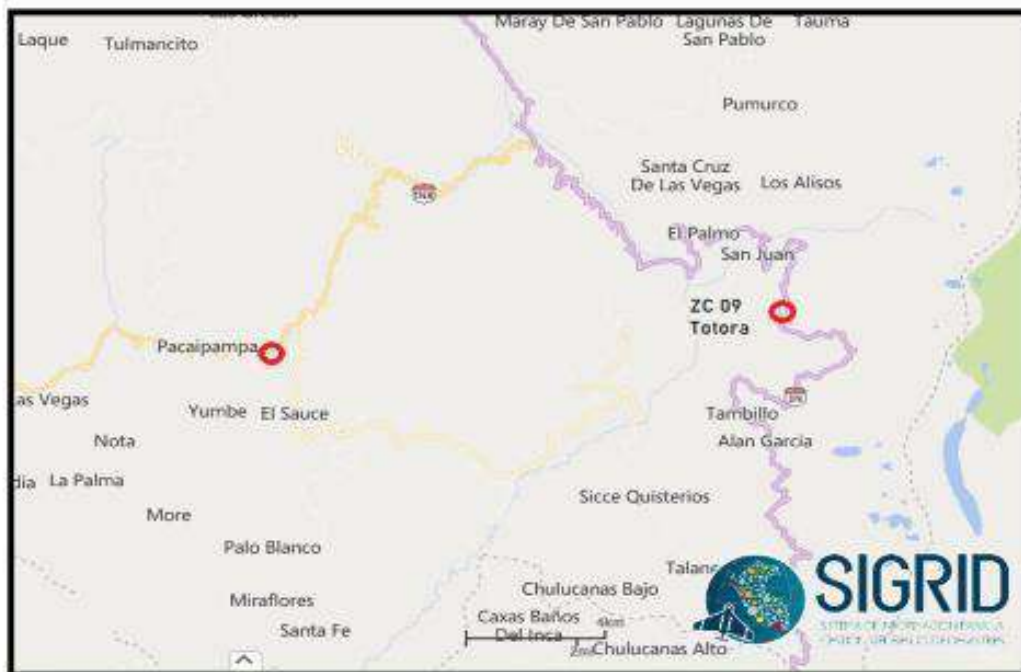 Maray De San Pablo
Lagunas De
San Pablo
Tauma
Laque
Tulmancito
Pumurco
Santa Cruz
De Las Vegas
Los Alisos
El Palmo
San Juan
ZC 09
Totora
Pacaipampa
as Vegas
Yumbe
El Sauce
Tambillo
Nota
Alan Garcia
dia
La Palma
Sicce Quisterios
More
Palo Blanco
Talane
SIGRID
Chulucanas Bajo
Miraflores
Caxas Baños
Del Inca
4km
Santa Fe
2mi
Chulucanas Alto